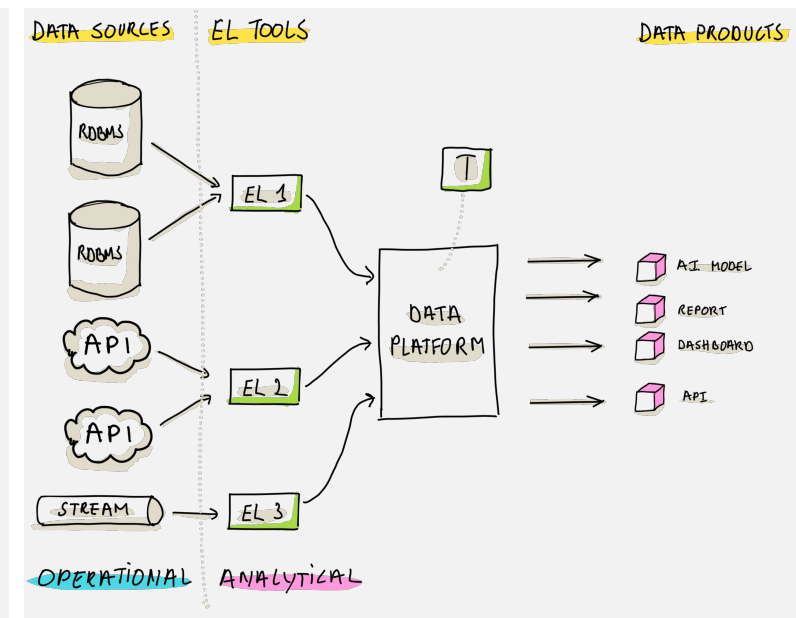 DATA SOURCES
EL TOOLS
DATA PRODUCTS
RDBMS
RDBMS
API
API
STREAM
EL 1
EL 2
EL 3
T
DATA
PLATFORM
A.I. MODEL
REPORT
DASHBOARD
API
OPERATIONAL
ANALYTICAL